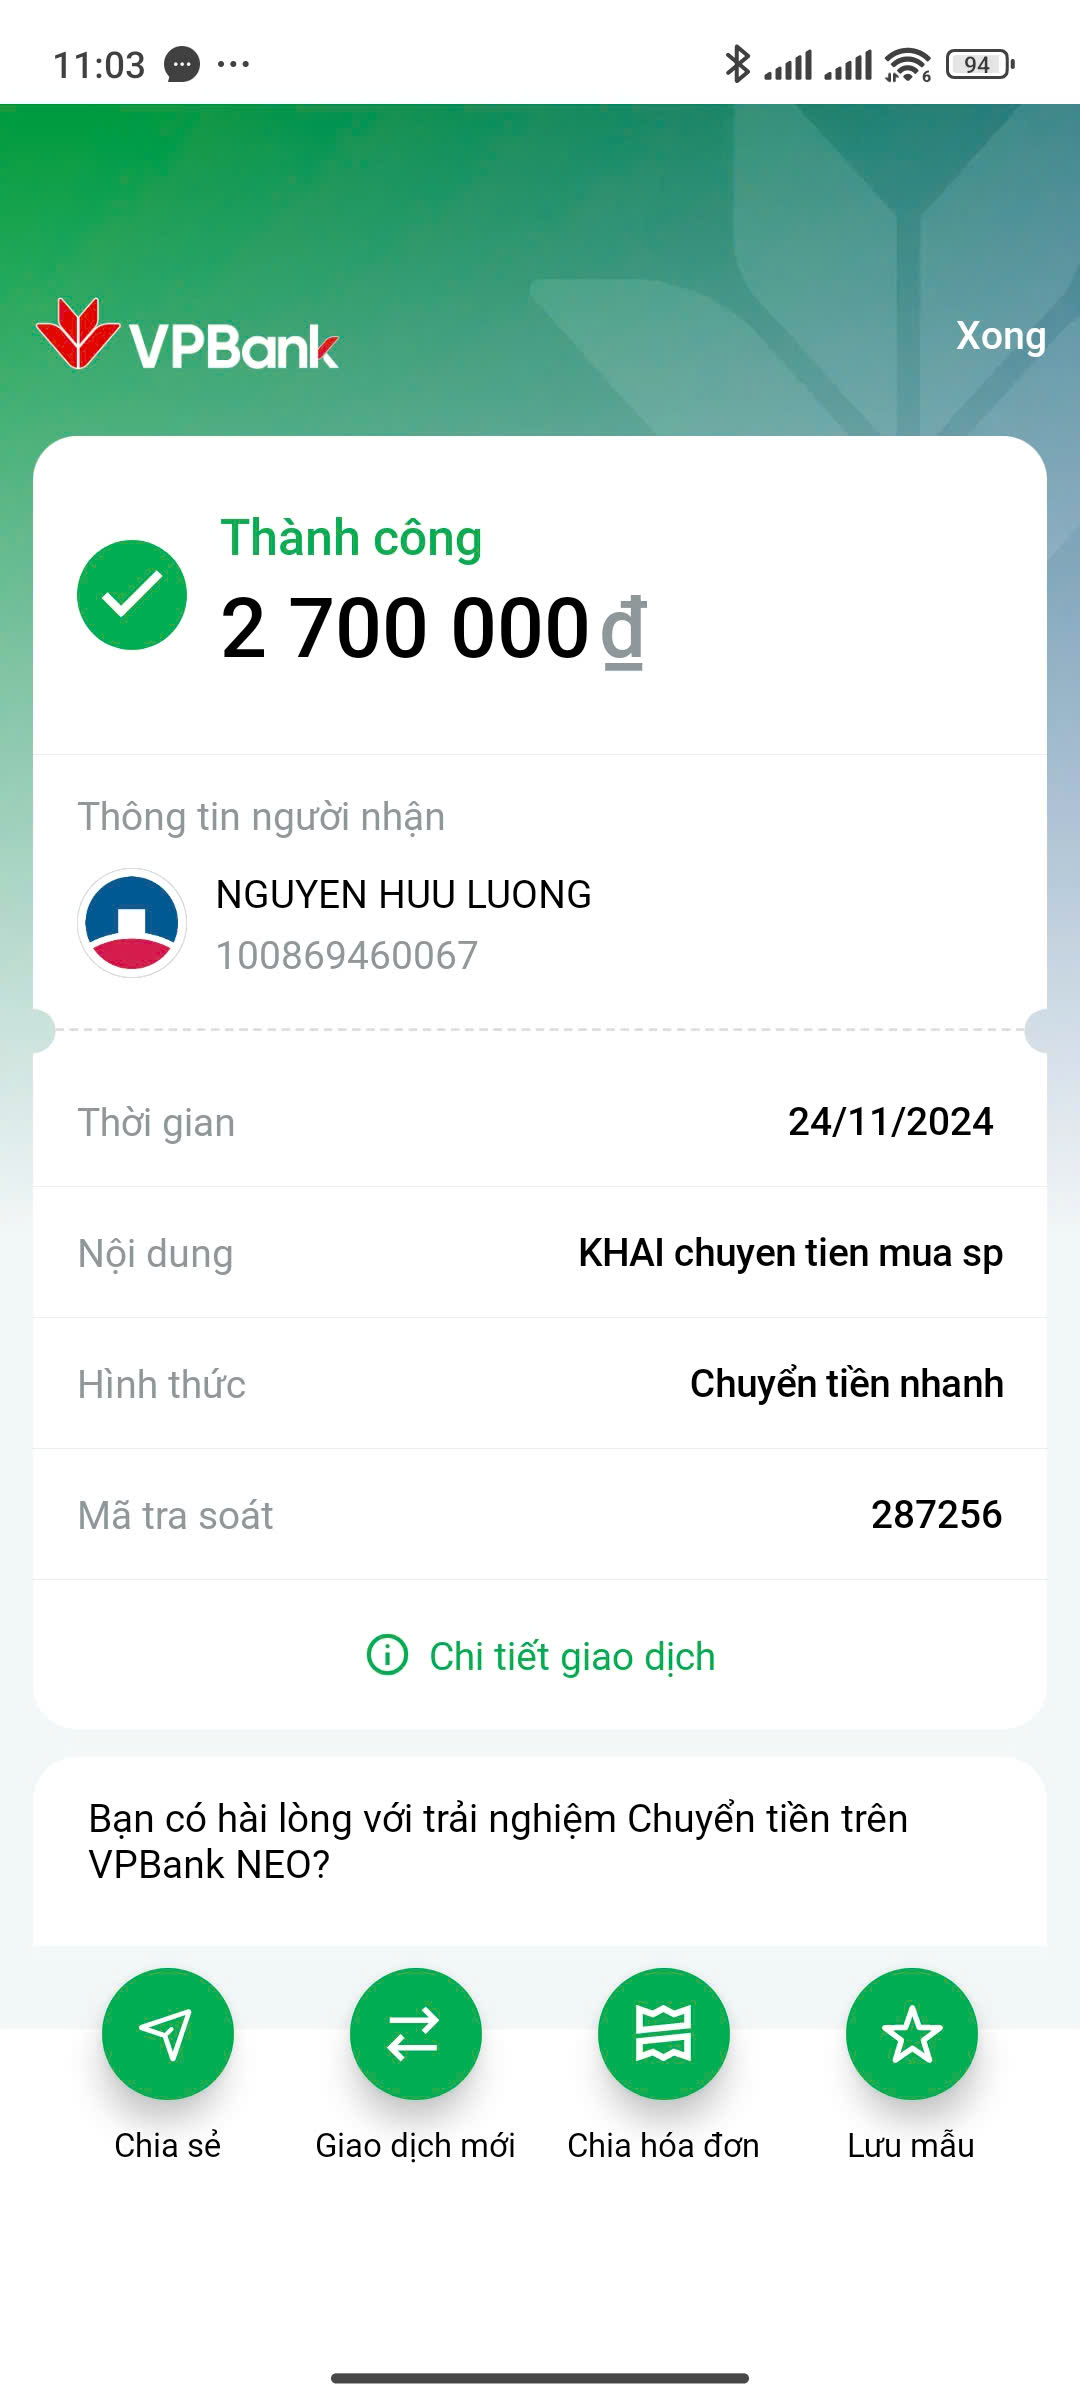 11:03
6
94
VPBank
Xong
Thành công
2 700 000 đ
Thông tin người nhận
NGUYEN HUU LUONG
100869460067
Thời gian
24/11/2024
Nội dung
KHAI chuyen tien mua sp
Hình thức
Chuyển tiền nhanh
Mã tra soát
287256
Chi tiết giao dịch
Bạn có hài lòng với trải nghiệm Chuyển tiền trên
VPBank NEO?
Chia sẻ
Giao dịch mới
Chia hóa đơn
Lưu mẫu